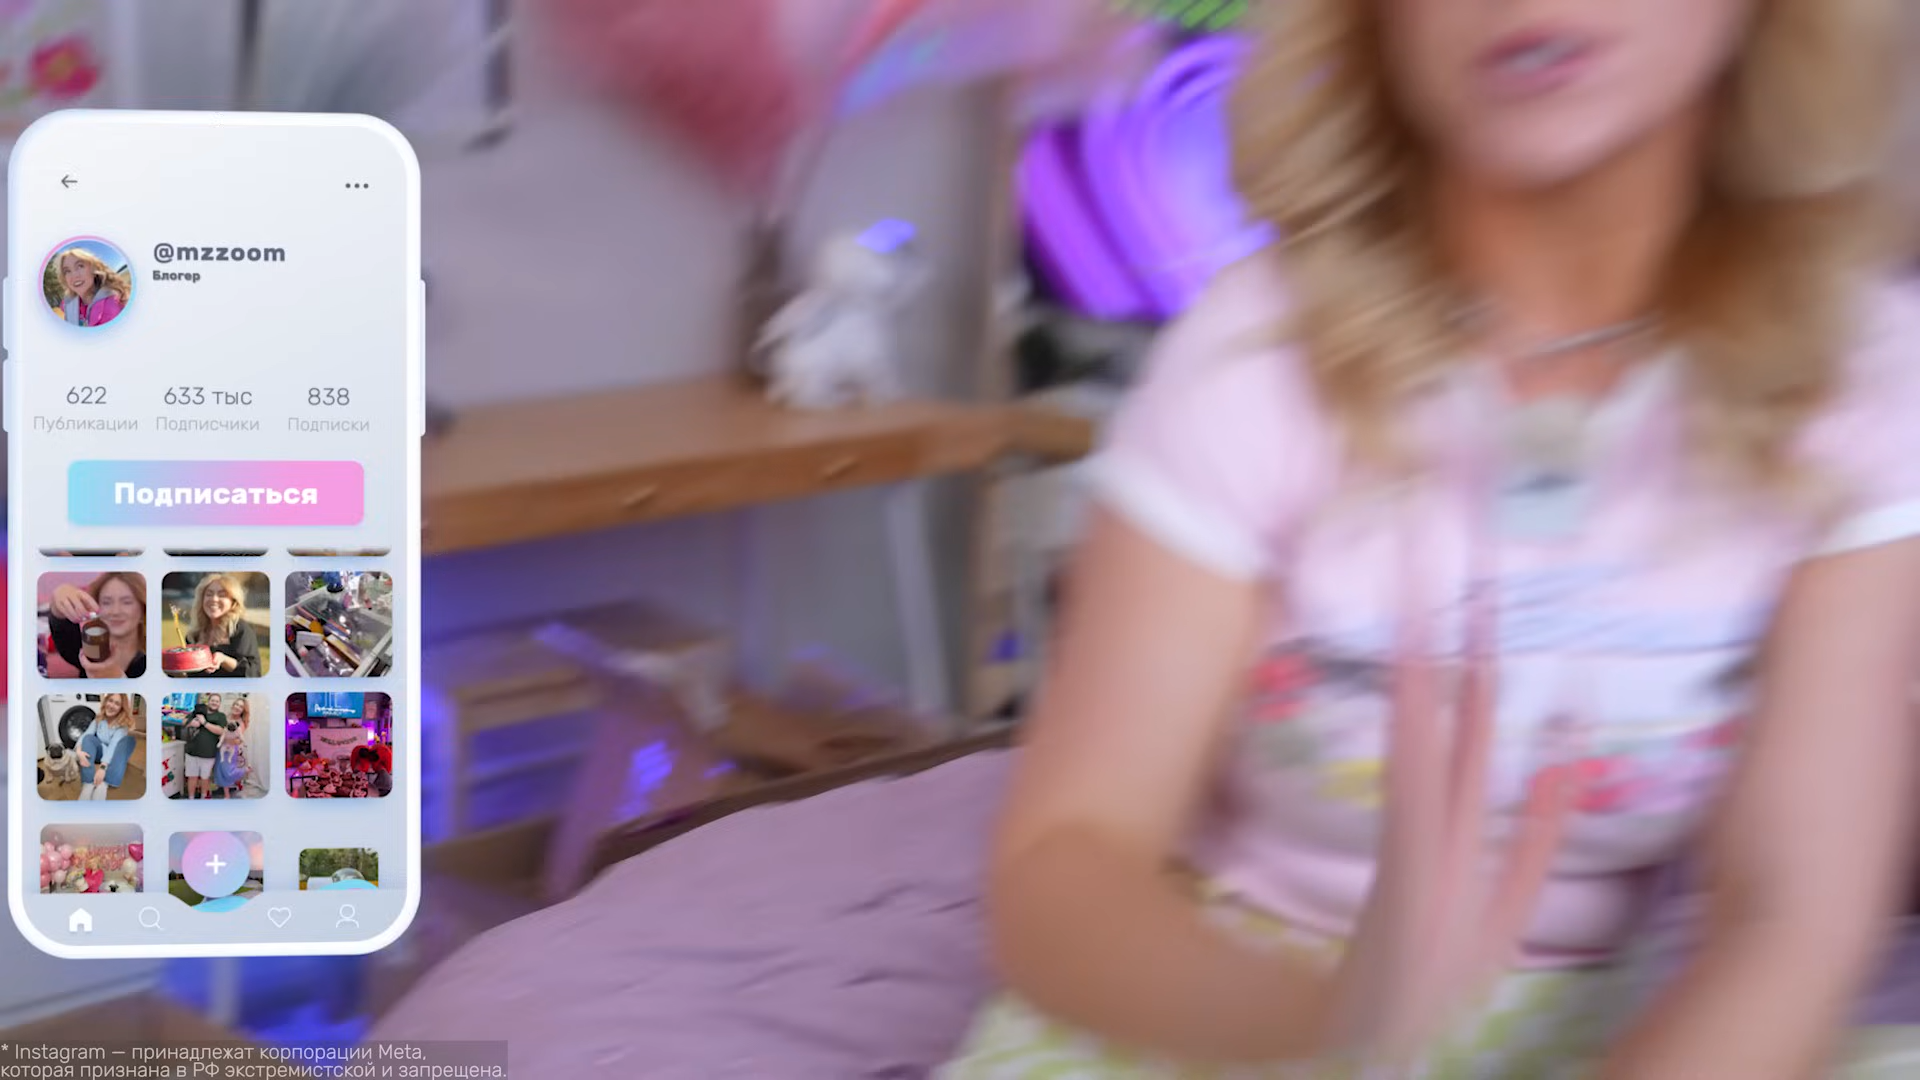 @mzzoom
Блогер
622
633 тыс
838
Публикации
Подписчики
Подписки
Подписаться
* Instagram — принадлежат корпорации Meta,
которая признана в РФ экстремистской и запрещена.